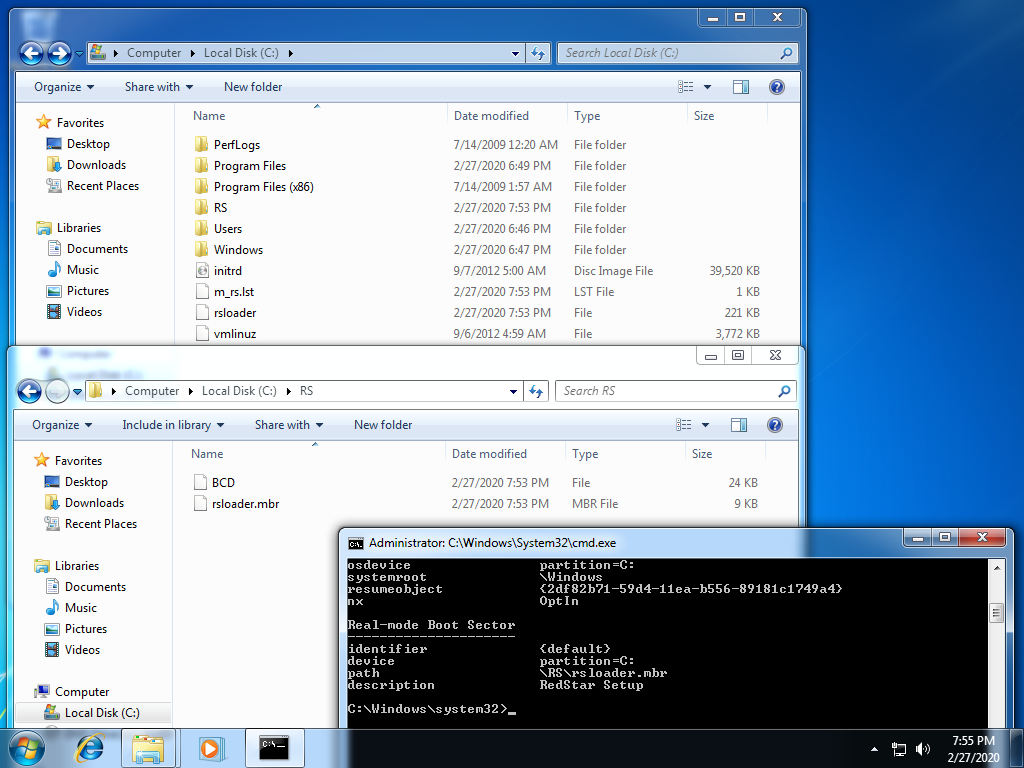 Computer Local Disk (C:) Search Local Disk (C:)
Organize Share with New folder
Name Date modified Type Size
Favorites
Desktop
Downloads
Recent Places
Libraries
Documents
Music
Pictures
Videos
PerfLogs 7/14/2009 12:20 AM File folder
Program Files 2/27/2020 6:49 PM File folder
Program Files (x86) 7/14/2009 1:57 AM File folder
RS 2/27/2020 7:53 PM File folder
Users 2/27/2020 6:46 PM File folder
Windows 2/27/2020 6:47 PM File folder
initrd 9/7/2012 5:00 AM Disc Image File 39,520 KB
m_rs.lst 2/27/2020 7:53 PM LST File 1 KB
rsloader 2/27/2020 7:53 PM File 221 KB
vmlinuz 9/6/2012 4:59 AM File 3,772 KB
Computer Local Disk (C:) RS Search RS
Organize Include in library Share with New folder
Name Date modified Type Size
Favorites
Desktop
Downloads
Recent Places
Libraries
Documents
Music
Pictures
Videos
Computer
Local Disk (C:)
BCD 2/27/2020 7:53 PM File 24 KB
rsloader.mbr 2/27/2020 7:53 PM MBR File 9 KB
Administrator: C:\Windows\System32\cmd.exe
osdevice partition=C:
systemroot \Windows
resumeobject {2df82b71-59d4-11ea-b556-89181c1749a4}
nx OptIn
Real-mode Boot Sector
---------------------
identifier {default}
device partition=C:
path \RS\rsloader.mbr
description RedStar Setup
C:\Windows\system32>_
C:\_
7:55 PM
2/27/2020